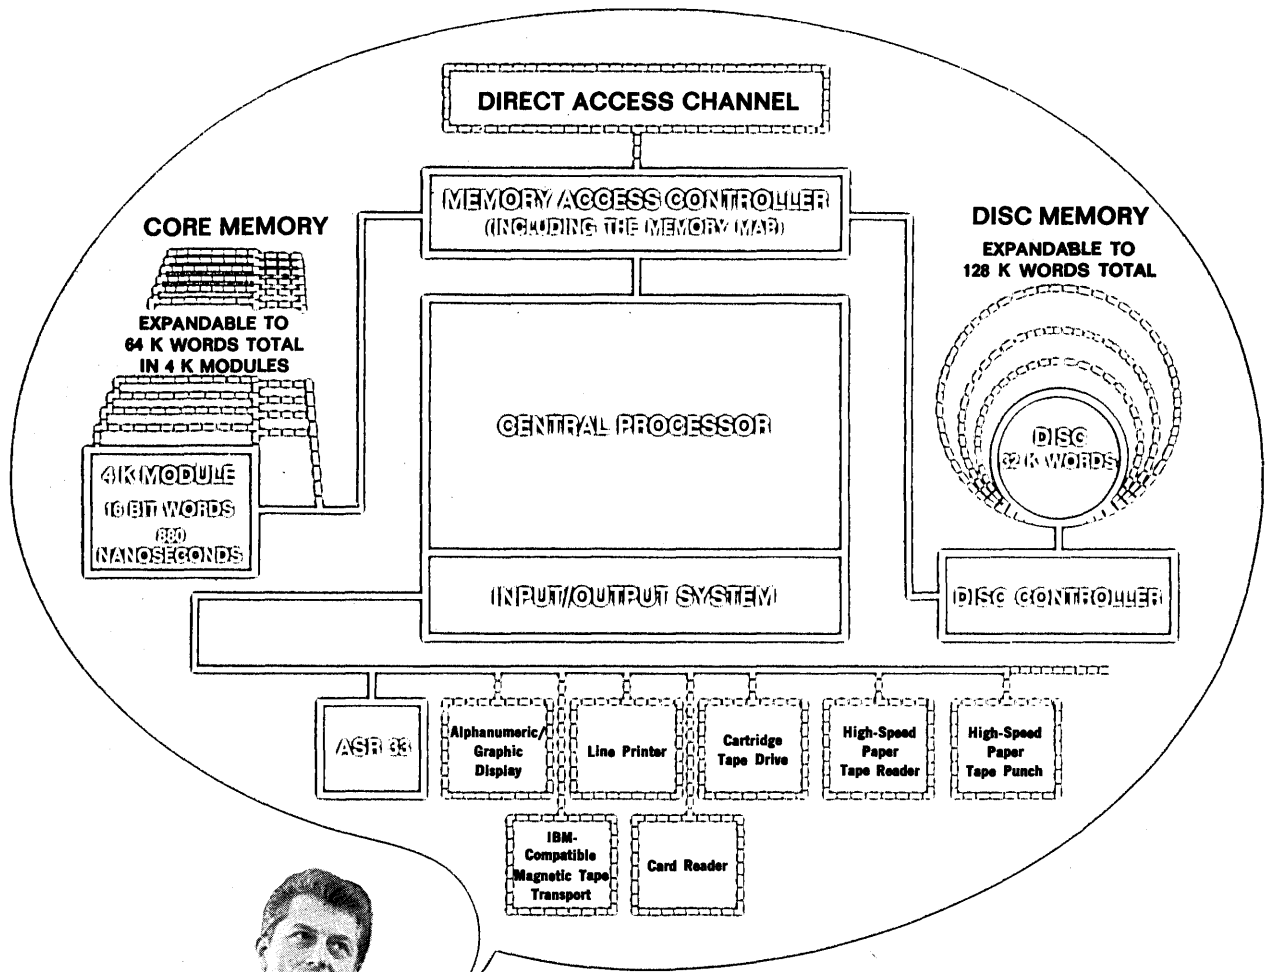 DIRECT ACCESS CHANNEL
MEMORY ACCESS CONTROLLER
(INCLUDING THE MEMORY MAP)
CORE MEMORY
EXPANDABLE TO
64 K WORDS TOTAL
IN 4 K MODULES
4 K MODULE
16 BIT WORDS
NANOSECONDS
DISC MEMORY
EXPANDABLE TO
128 K WORDS TOTAL
DISC
32 K WORDS
CENTRAL PROCESSOR
INPUT/OUTPUT SYSTEM
DISC CONTROLLER
ASR 33
Alphanumeric/
Graphic
Display
Line Printer
Cartridge
Tape Drive
High-Speed
Paper
Tape Reader
High-Speed
Paper
Tape Punch
IBM-
Compatible
Magnetic Tape
Transport
Card Reader